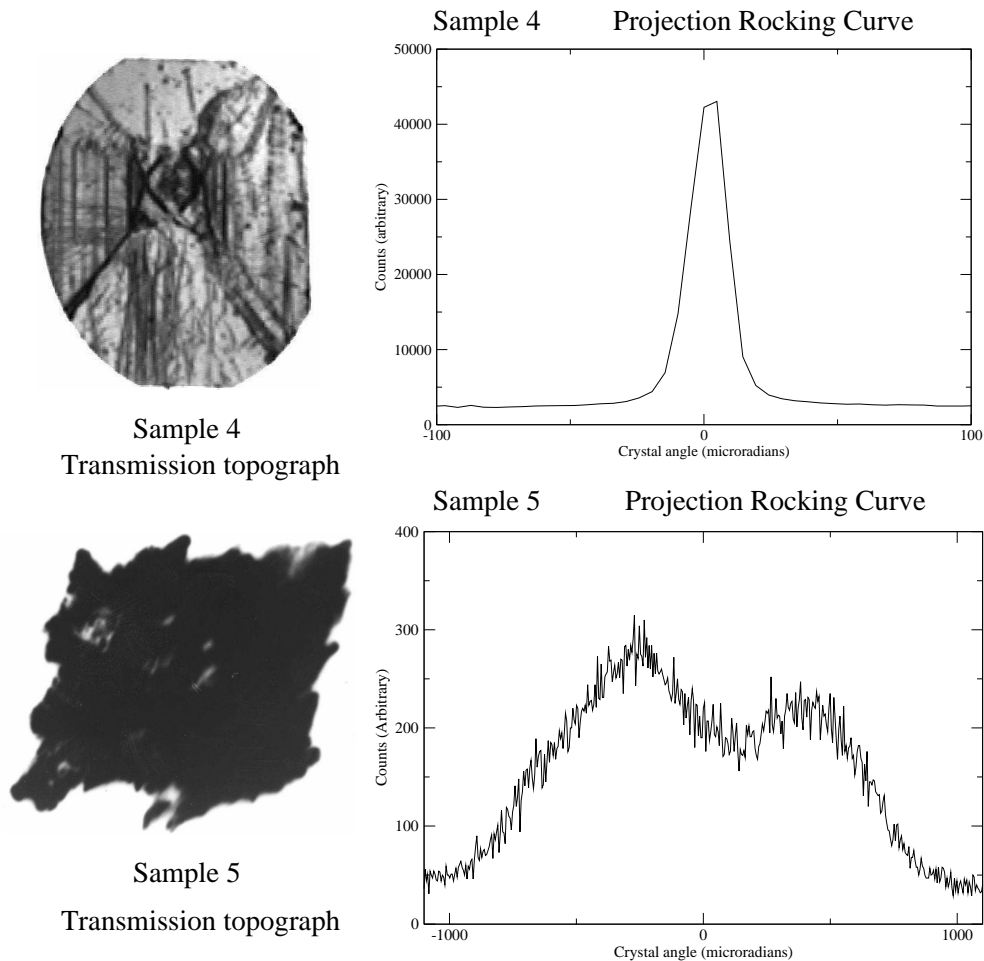 Sample 4 Projection Rocking Curve
50000
40000
30000
20000
10000
0
Counts (arbitrary)
-100 0 100
Crystal angle (microradians)
Sample 4
Transmission topograph
Sample 5 Projection Rocking Curve
400
300
200
100
0
Counts (Arbitrary)
-1000 0 1000
Crystal angle (microradians)
Sample 5
Transmission topograph